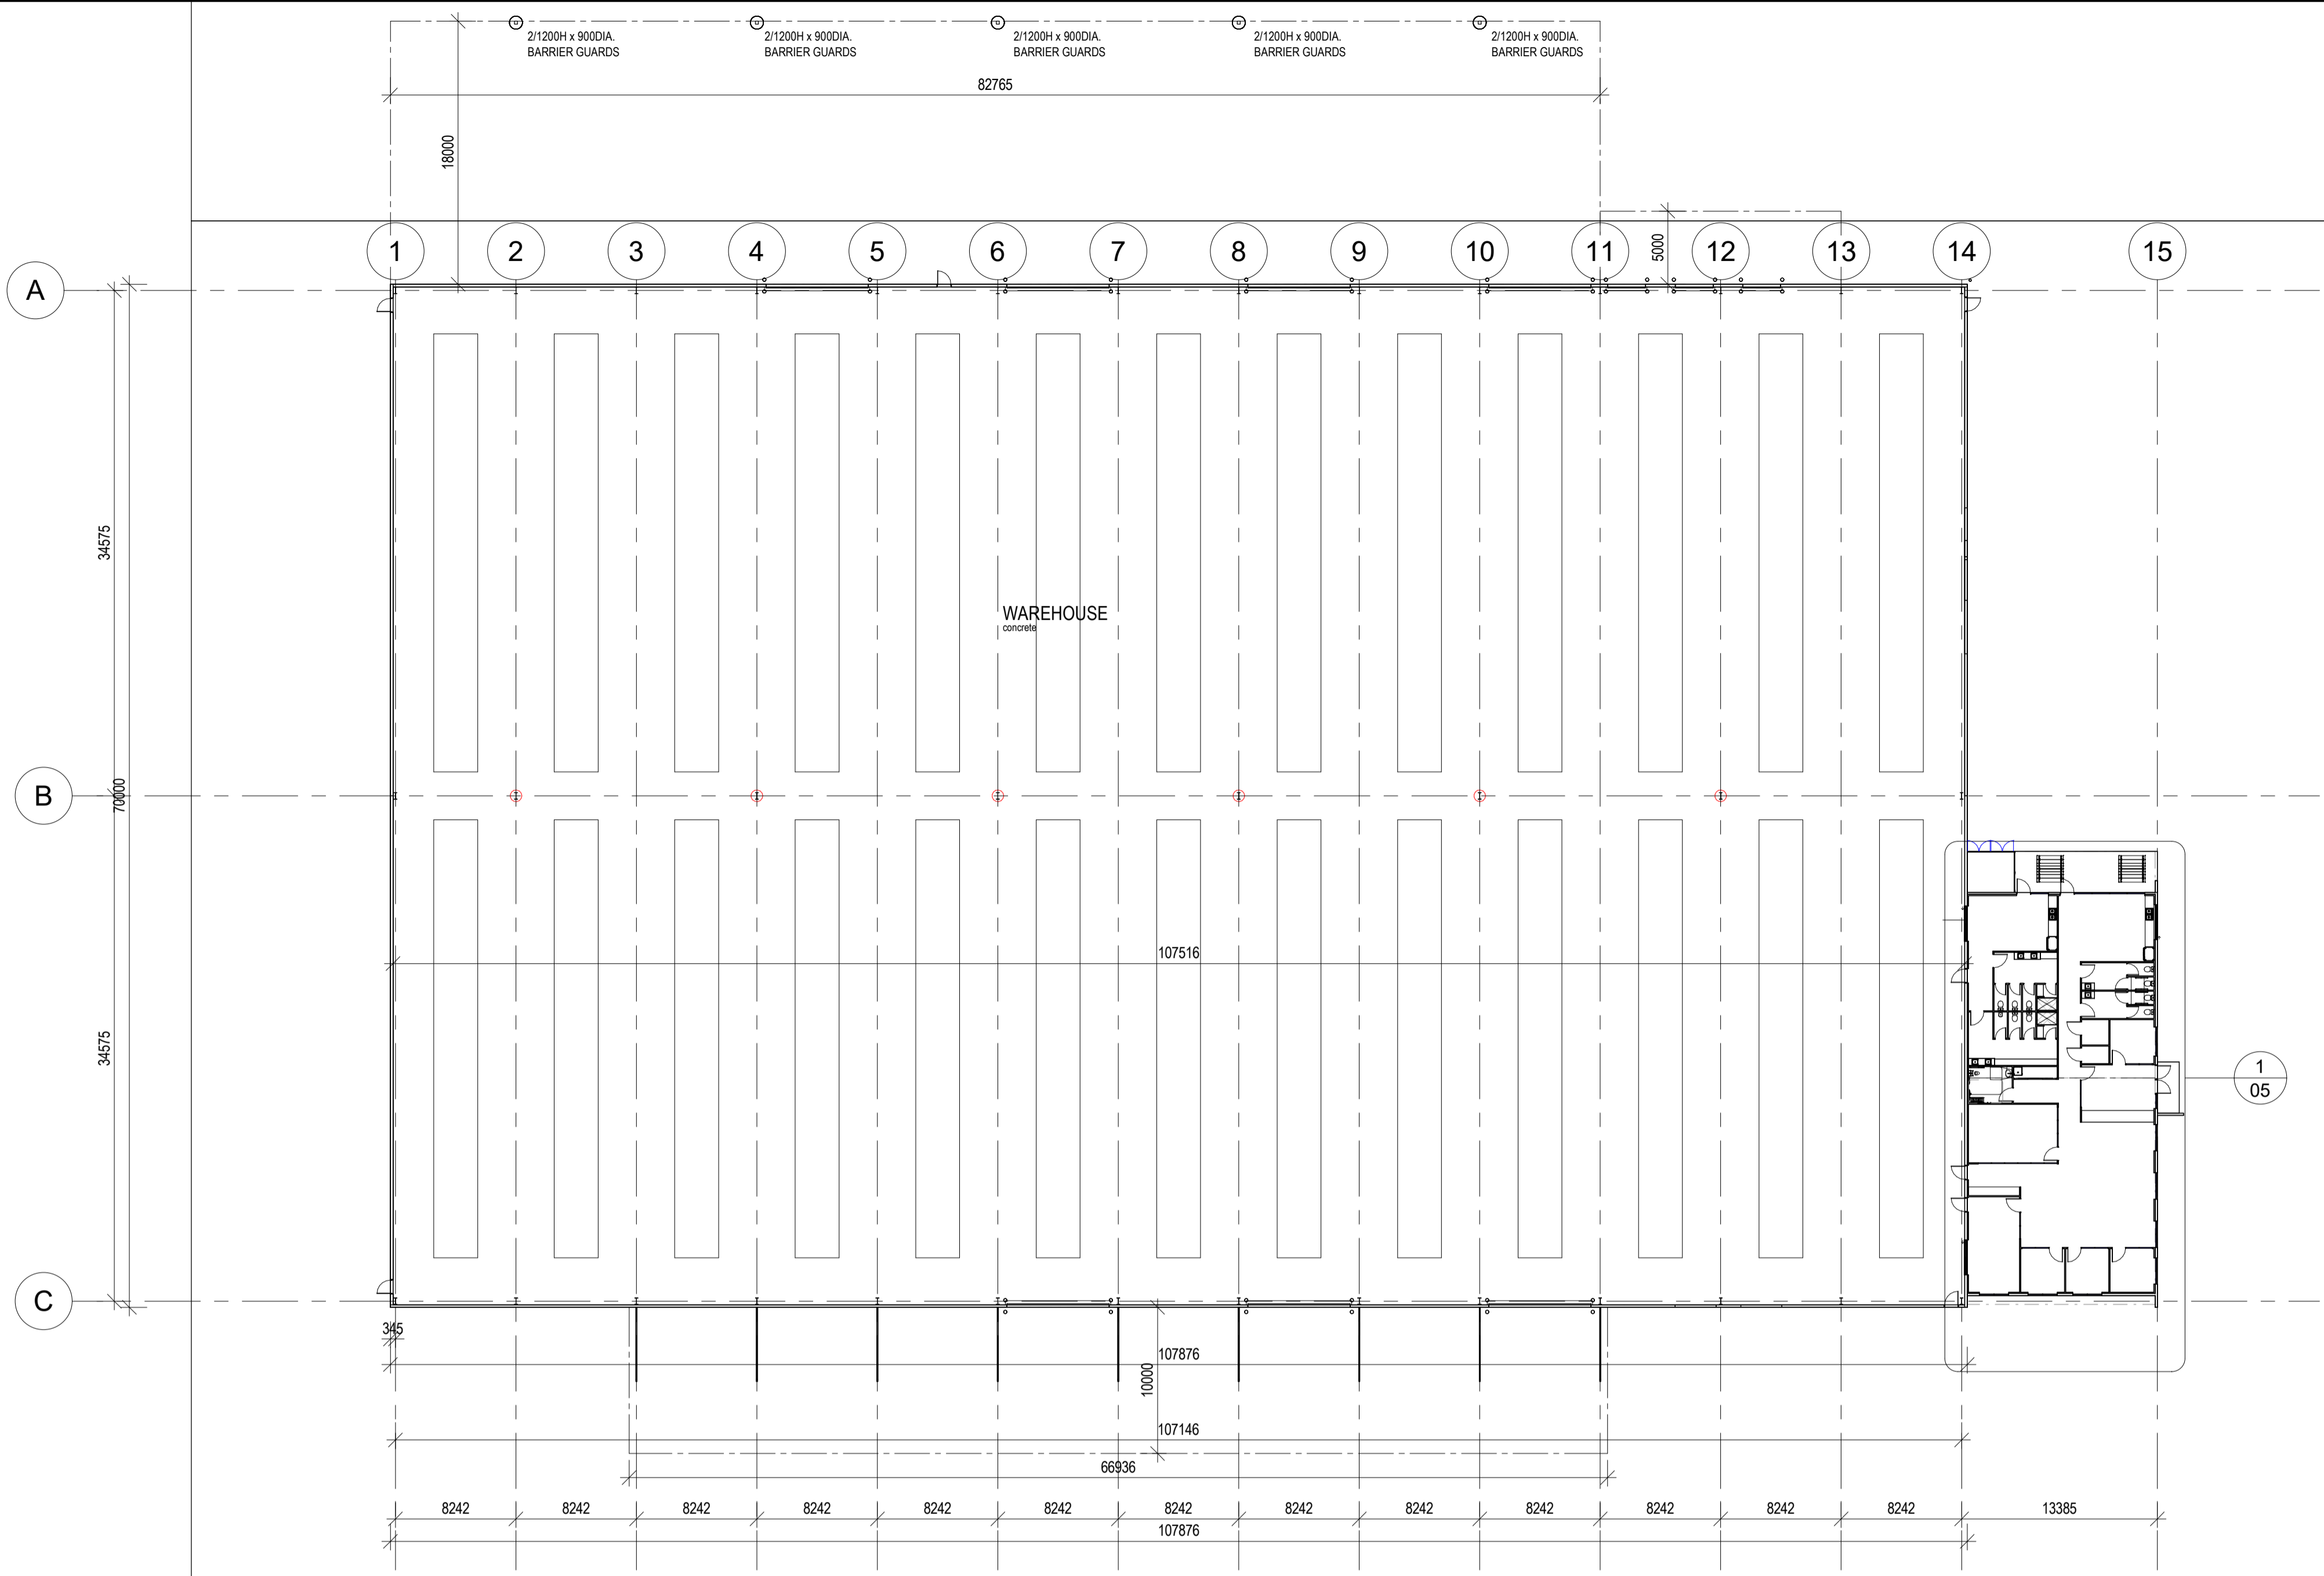 2/1200H x 900DIA.
BARRIER GUARDS
2/1200H x 900DIA.
BARRIER GUARDS
2/1200H x 900DIA.
BARRIER GUARDS
2/1200H x 900DIA.
BARRIER GUARDS
2/1200H x 900DIA.
BARRIER GUARDS
82765
18000
5000
1
2
3
4
5
6
7
8
9
10
11
12
13
14
15
A
34575
WAREHOUSE
concrete
B
70000
107516
34575
1
05
C
345
107876
10000
107146
66936
8242
8242
8242
8242
8242
8242
8242
8242
8242
8242
8242
8242
8242
13385
107876